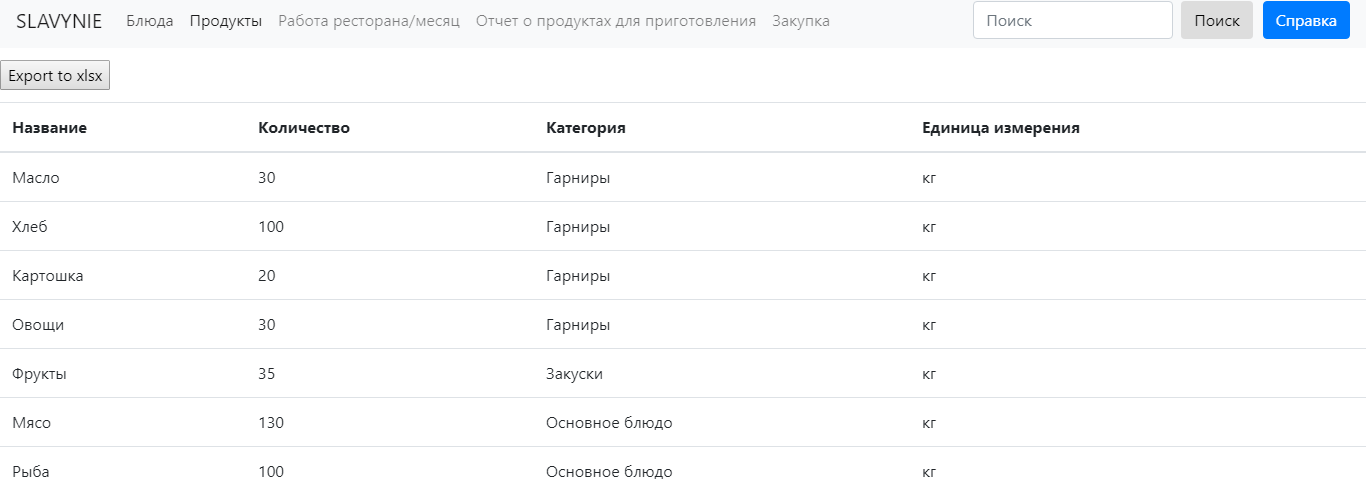 SLAVYNIE Блюда Продукты Работа ресторана/месяц Отчет о продуктах для приготовления Закупка Поиск Поиск Справка
Export to xlsx
Название Количество Категория Единица измерения
Масло 30 Гарниры кг
Хлеб 100 Гарниры кг
Картошка 20 Гарниры кг
Овощи 30 Гарниры кг
Фрукты 35 Закуски кг
Мясо 130 Основное блюдо кг
Рыба 100 Основное блюдо кг